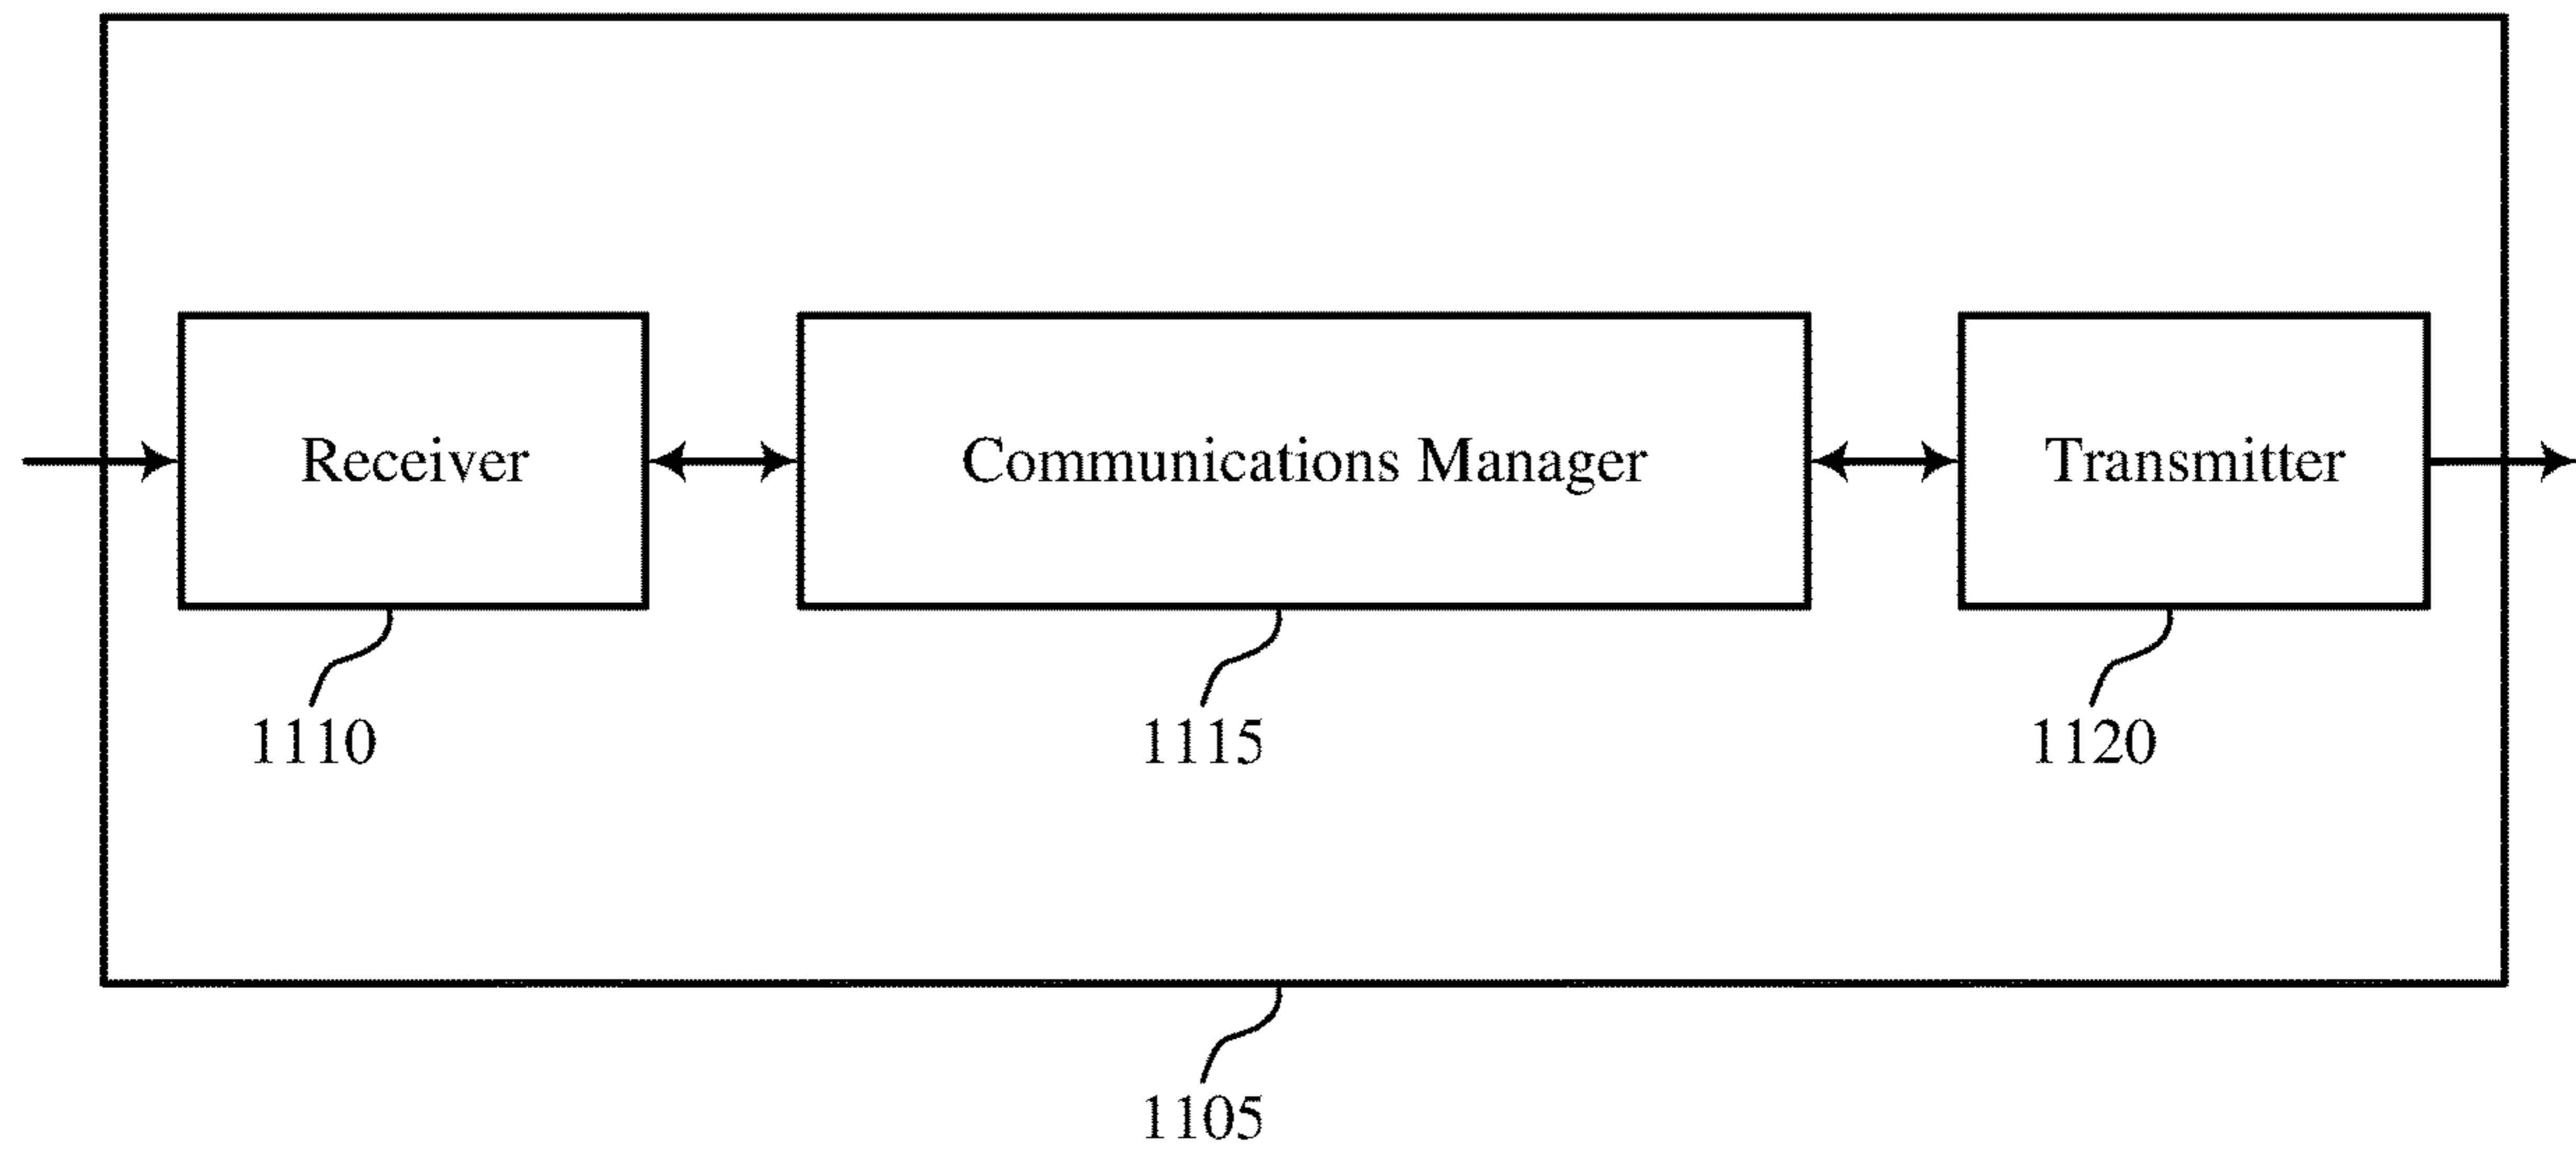 Receiver
Communications Manager
Transmitter
1110
1115
1120
1105